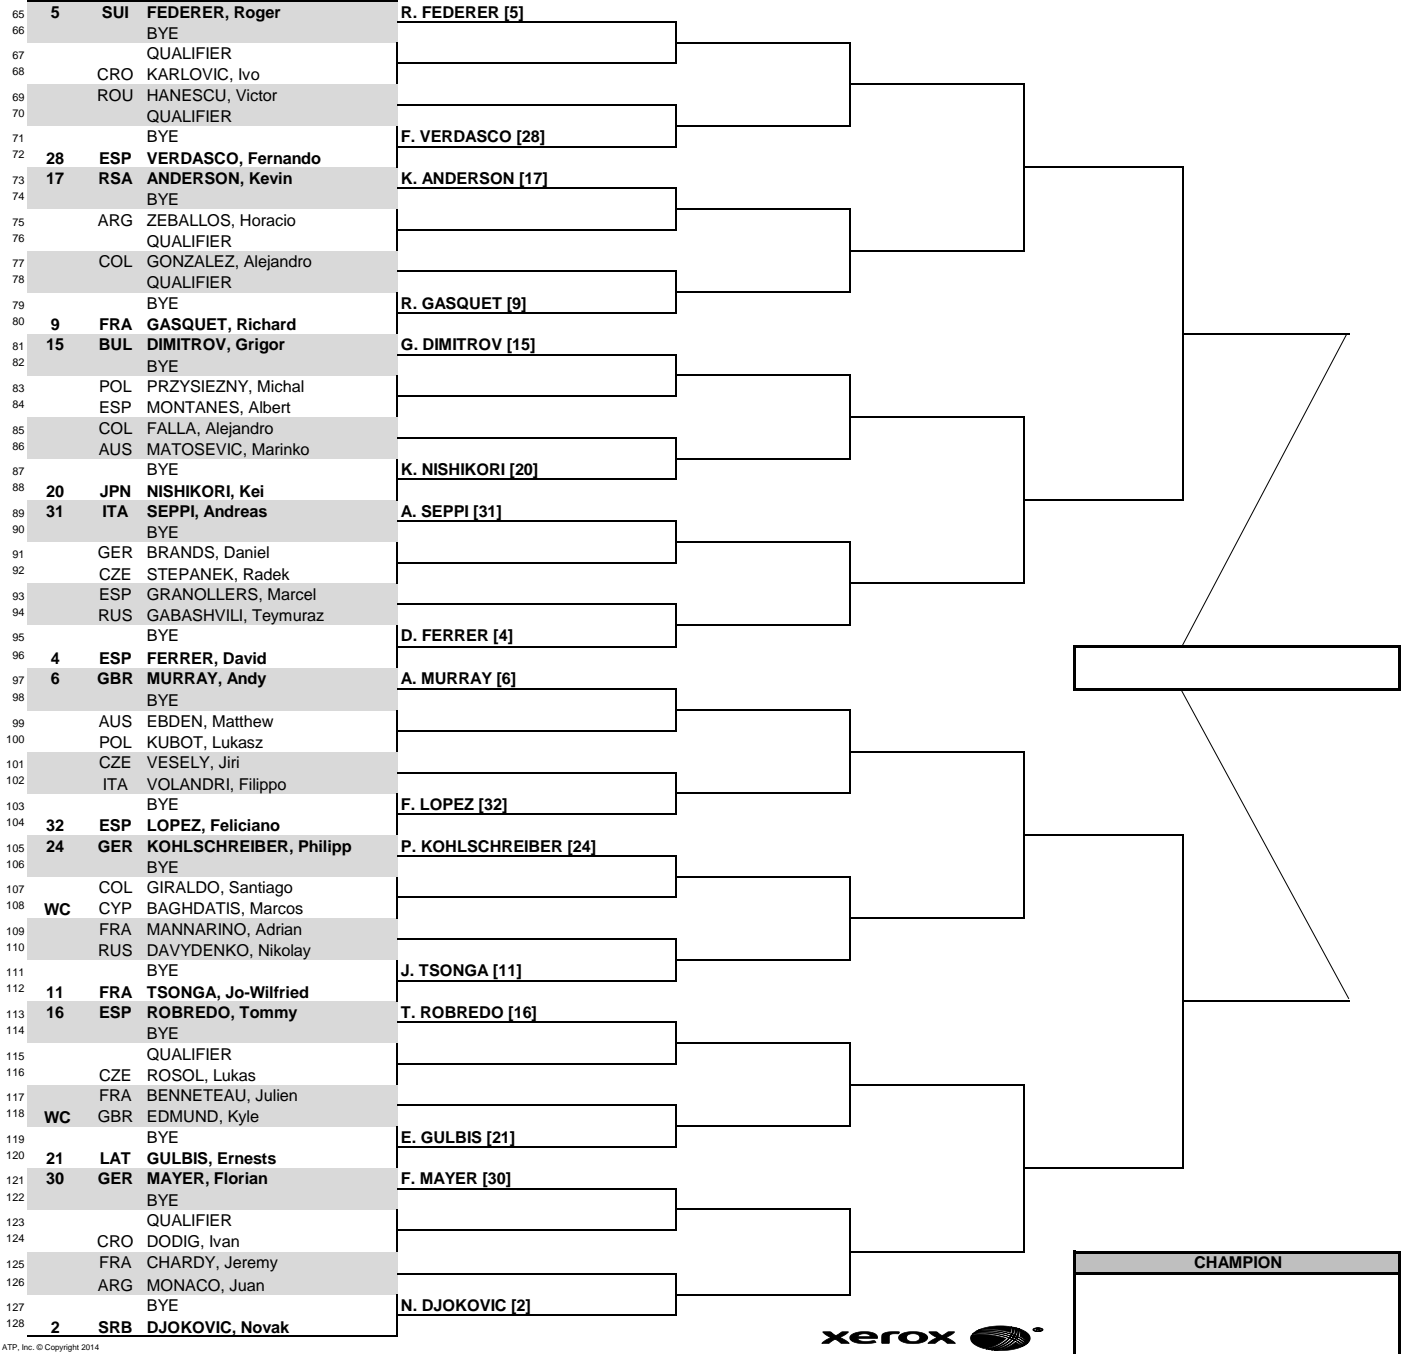 65 5 SUI FEDERER, Roger R. FEDERER [5]
66 BYE
67 QUALIFIER
68 CRO KARLOVIC, Ivo
69 ROU HANESCU, Victor
70 QUALIFIER
71 BYE F. VERDASCO [28]
72 28 ESP VERDASCO, Fernando
73 17 RSA ANDERSON, Kevin K. ANDERSON [17]
74 BYE
75 ARG ZEBALLOS, Horacio
76 QUALIFIER
77 COL GONZALEZ, Alejandro
78 QUALIFIER
79 BYE R. GASQUET [9]
80 9 FRA GASQUET, Richard
81 15 BUL DIMITROV, Grigor G. DIMITROV [15]
82 BYE
83 POL PRZYSIEZNY, Michal
84 ESP MONTANES, Albert
85 COL FALLA, Alejandro
86 AUS MATOSEVIC, Marinko
87 BYE K. NISHIKORI [20]
88 20 JPN NISHIKORI, Kei
89 31 ITA SEPPI, Andreas A. SEPPI [31]
90 BYE
91 GER BRANDS, Daniel
92 CZE STEPANEK, Radek
93 ESP GRANOLLERS, Marcel
94 RUS GABASHVILI, Teymuraz
95 BYE D. FERRER [4]
96 4 ESP FERRER, David
97 6 GBR MURRAY, Andy A. MURRAY [6]
98 BYE
99 AUS EBDEN, Matthew
100 POL KUBOT, Lukasz
101 CZE VESELY, Jiri
102 ITA VOLANDRI, Filippo
103 BYE F. LOPEZ [32]
104 32 ESP LOPEZ, Feliciano
105 24 GER KOHLSCHREIBER, Philipp P. KOHLSCHREIBER [24]
106 BYE
107 COL GIRALDO, Santiago
108 WC CYP BAGHDATIS, Marcos
109 FRA MANNARINO, Adrian
110 RUS DAVYDENKO, Nikolay
111 BYE J. TSONGA [11]
112 11 FRA TSONGA, Jo-Wilfried
113 16 ESP ROBREDO, Tommy T. ROBREDO [16]
114 BYE
115 QUALIFIER
116 CZE ROSOL, Lukas
117 FRA BENNETEAU, Julien
118 WC GBR EDMUND, Kyle
119 BYE E. GULBIS [21]
120 21 LAT GULBIS, Ernests
121 30 GER MAYER, Florian F. MAYER [30]
122 BYE
123 QUALIFIER
124 CRO DODIG, Ivan
125 FRA CHARDY, Jeremy CHAMPION
126 ARG MONACO, Juan
127 BYE N. DJOKOVIC [2]
128 2 SRB DJOKOVIC, Novak
xerox
ATP, Inc. © Copyright 2014